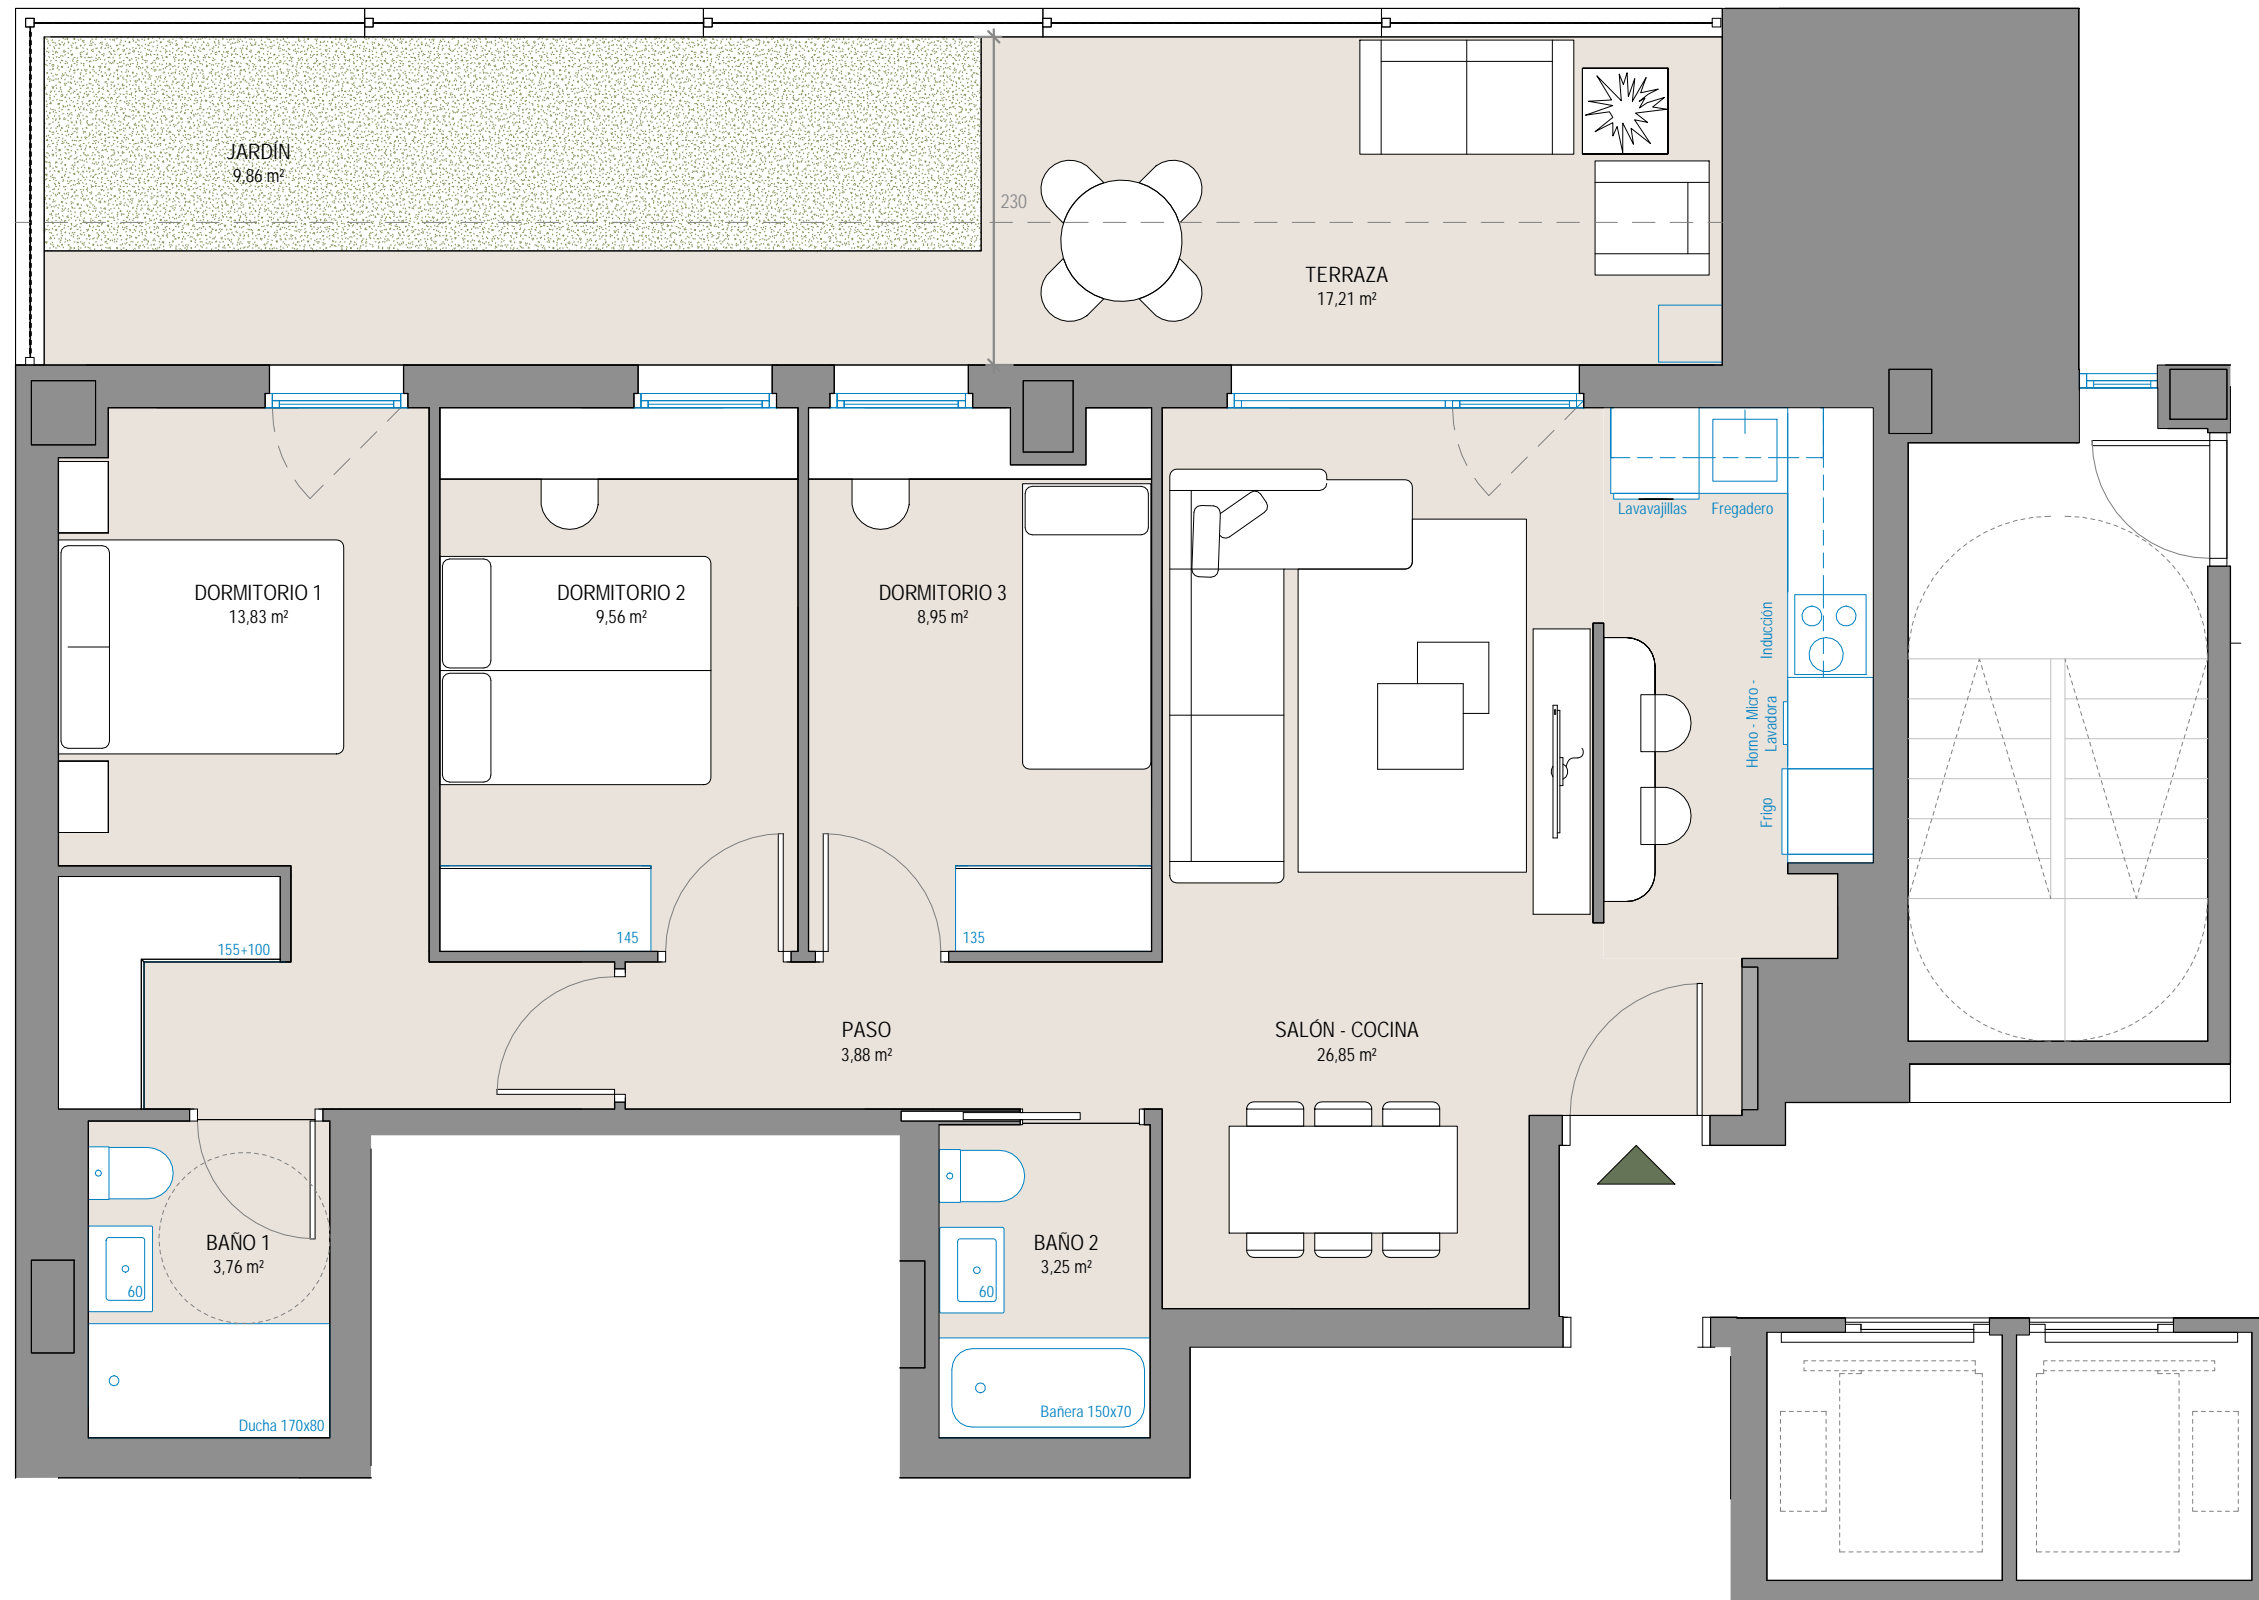 JARDÍN
9,86 m²
230
TERRAZA
17,21 m²
Lavavajillas
Fregadero
DORMITORIO 1
13,83 m²
DORMITORIO 2
9,56 m²
DORMITORIO 3
8,95 m²
Inducción
Horno - Micro -
Lavadora
Frigo
155+100
145
135
PASO
3,88 m²
SALÓN - COCINA
26,85 m²
BAÑO 1
3,76 m²
60
BAÑO 2
3,25 m²
60
Ducha 170x80
Bañera 150x70